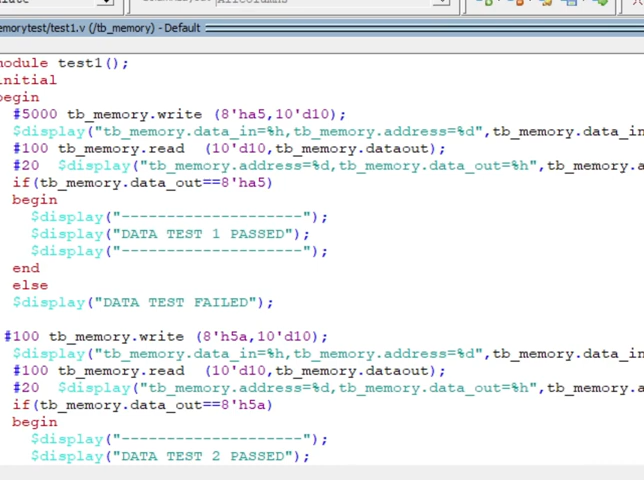 AllColumns
emorytest/test1.v (/tb_memory) - Default
module test1();
initial
begin
#5000 tb_memory.write (8'ha5,10'd10);
$display("tb_memory.data_in=%h,tb_memory.address=%d",tb_memory.data_in
#100 tb_memory.read (10'd10,tb_memory.dataout);
#20 $display("tb_memory.address=%d,tb_memory.data_out=%h",tb_memory.a
if(tb_memory.data_out==8'ha5)
begin
$display("--------------------");
$display("DATA TEST 1 PASSED");
$display("--------------------");
end
else
$display("DATA TEST FAILED");
#100 tb_memory.write (8'h5a,10'd10);
$display("tb_memory.data_in=%h,tb_memory.address=%d",tb_memory.data_in
#100 tb_memory.read (10'd10,tb_memory.dataout);
#20 $display("tb_memory.address=%d,tb_memory.data_out=%h",tb_memory.a
if(tb_memory.data_out==8'h5a)
begin
$display("--------------------");
$display("DATA TEST 2 PASSED");